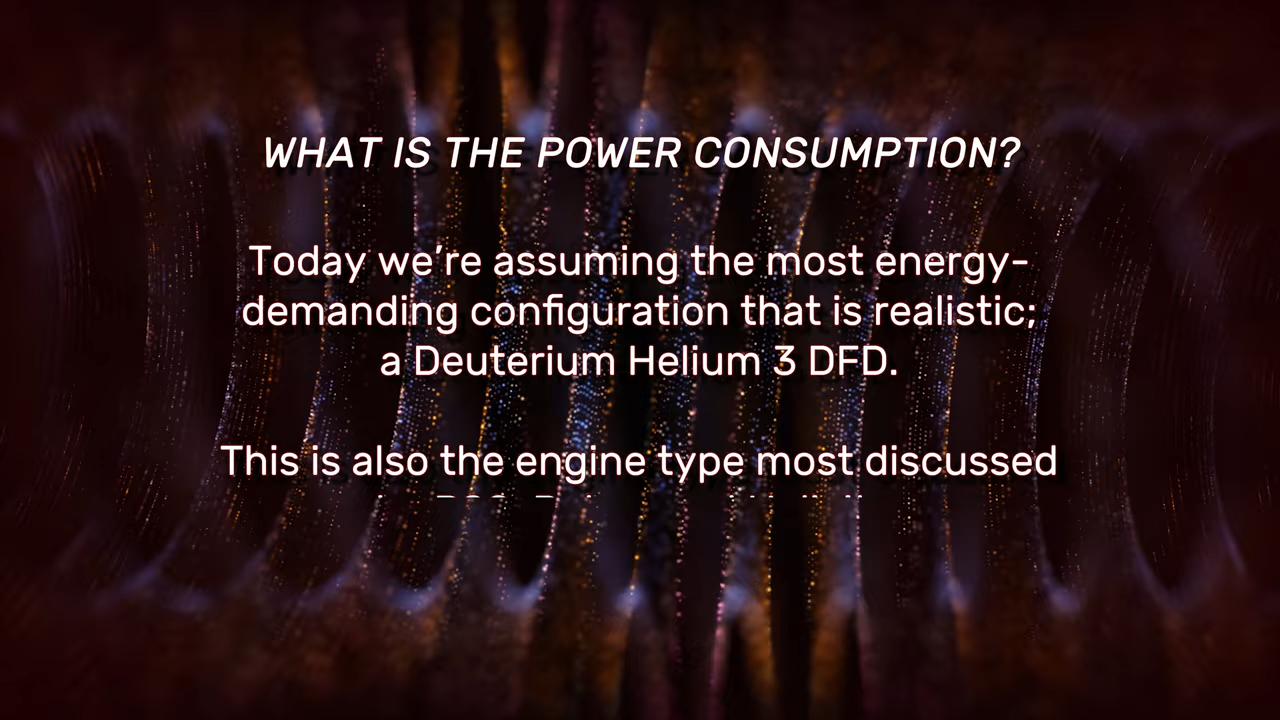 WHAT IS THE POWER CONSUMPTION?
Today we’re assuming the most energy-
demanding configuration that is realistic;
a Deuterium Helium 3 DFD.
This is also the engine type most discussed